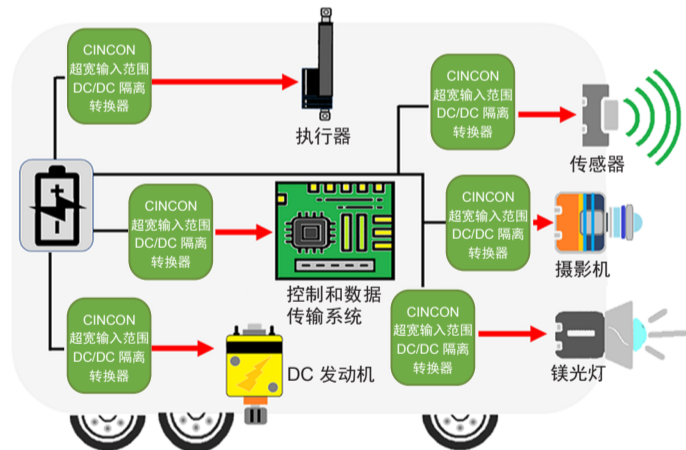 CINCON
超宽输入范围
DC/DC 隔离
转换器
执行器
CINCON
超宽输入范围
DC/DC 隔离
转换器
传感器
CINCON
超宽输入范围
DC/DC 隔离
转换器
控制和数据
传输系统
CINCON
超宽输入范围
DC/DC 隔离
转换器
摄影机
CINCON
超宽输入范围
DC/DC 隔离
转换器
DC 发动机
CINCON
超宽输入范围
DC/DC 隔离
转换器
镁光灯